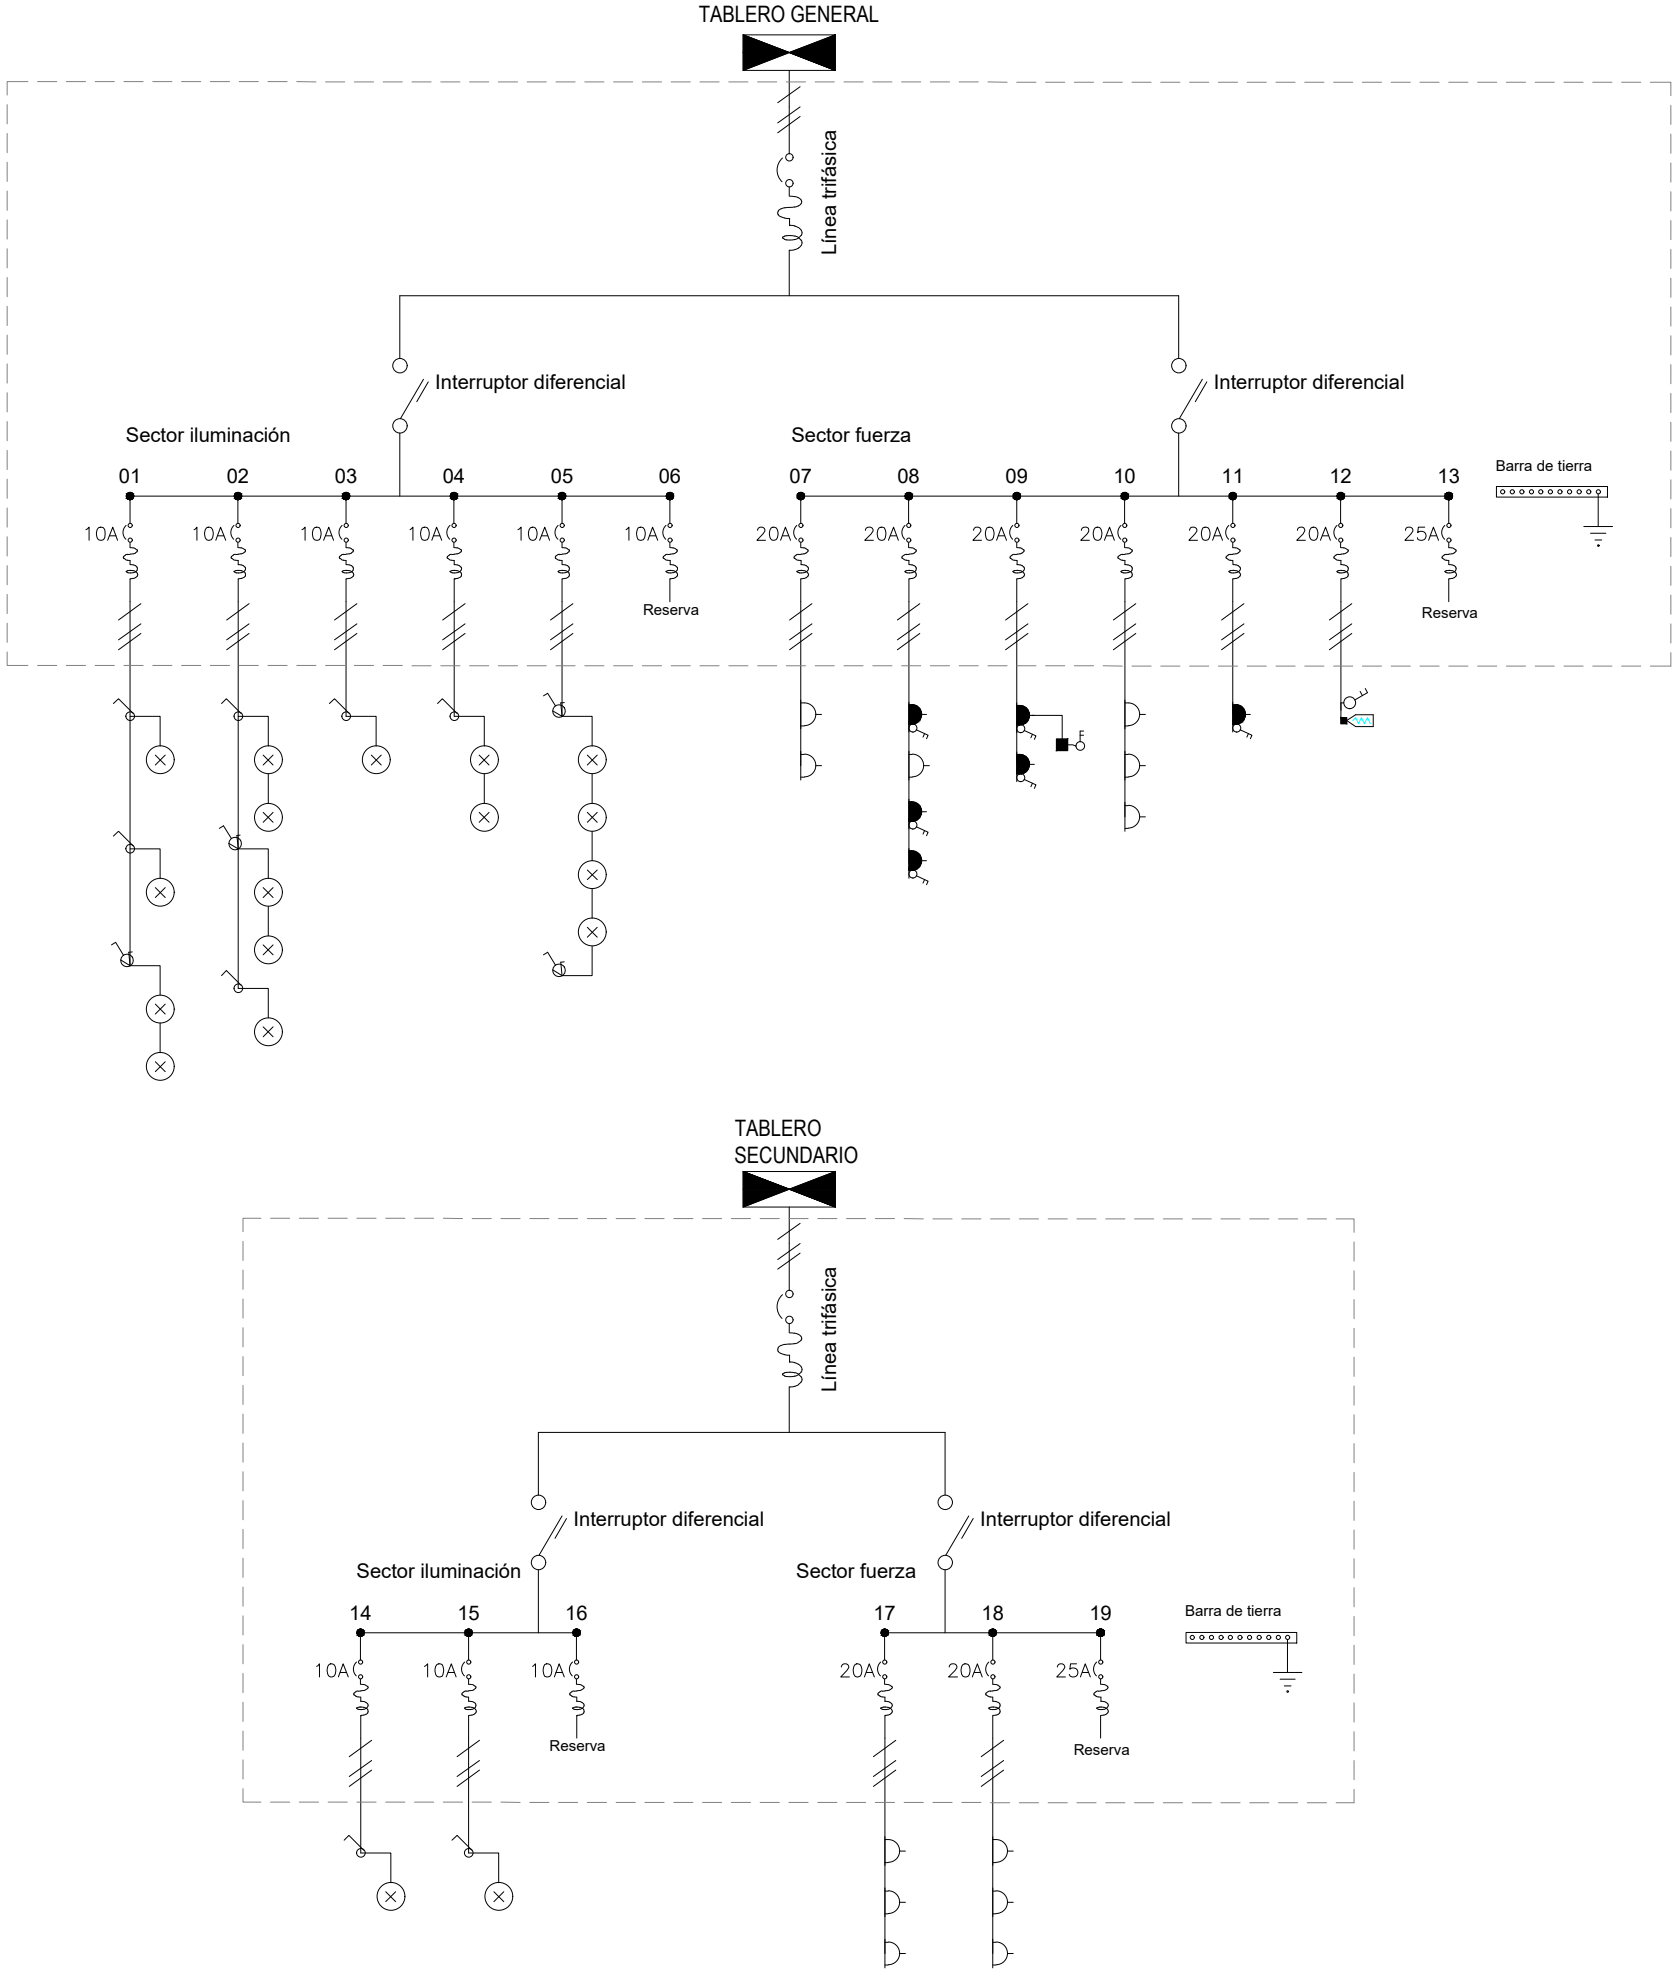 TABLERO GENERAL
Línea trifásica
Interruptor diferencial
Interruptor diferencial
Sector iluminación
Sector fuerza
01 02 03 04 05 06 07 08 09 10 11 12 13
Barra de tierra
10A 10A 10A 10A 10A 10A 20A 20A 20A 20A 20A 20A 25A
Reserva
Reserva
TABLERO
SECUNDARIO
Línea trifásica
Interruptor diferencial
Interruptor diferencial
Sector iluminación
Sector fuerza
14 15 16 17 18 19
Barra de tierra
10A 10A 10A 20A 20A 25A
Reserva
Reserva